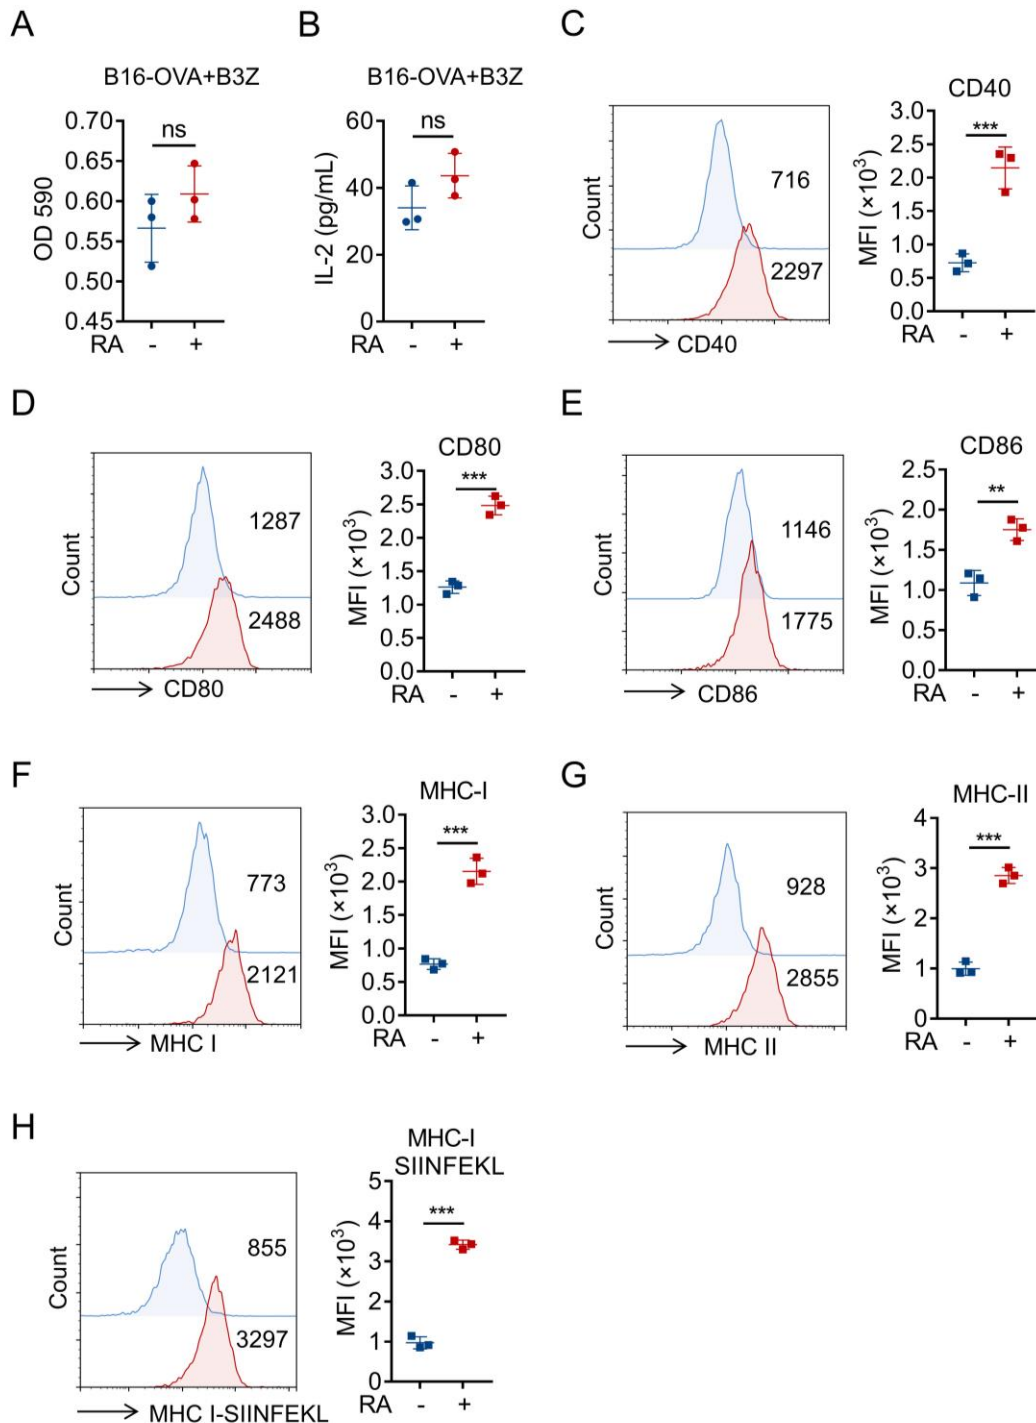 A
B16-OVA+B3Z
OD 590
0.70
0.65
0.60
0.55
0.50
0.45
ns
RA - +
B
B16-OVA+B3Z
IL-2 (pg/mL)
60
40
20
0
ns
RA - +
C
Count
716
2297
CD40
CD40
MFI (×10³)
3.0
2.5
2.0
1.5
1.0
0.5
0.0
***
RA - +
D
Count
1287
2488
CD80
CD80
MFI (×10³)
3.0
2.5
2.0
1.5
1.0
0.5
0.0
***
RA - +
E
Count
1146
1775
CD86
CD86
MFI (×10³)
2.5
2.0
1.5
1.0
0.5
0.0
**
RA - +
F
Count
773
2121
MHC I
MHC-I
MFI (×10³)
3.0
2.5
2.0
1.5
1.0
0.5
0.0
***
RA - +
G
Count
928
2855
MHC II
MHC-II
MFI (×10³)
4
3
2
1
0
***
RA - +
H
Count
855
3297
MHC I-SIINFEKL
MHC-I
SIINFEKL
MFI (×10³)
5
4
3
2
1
0
***
RA - +